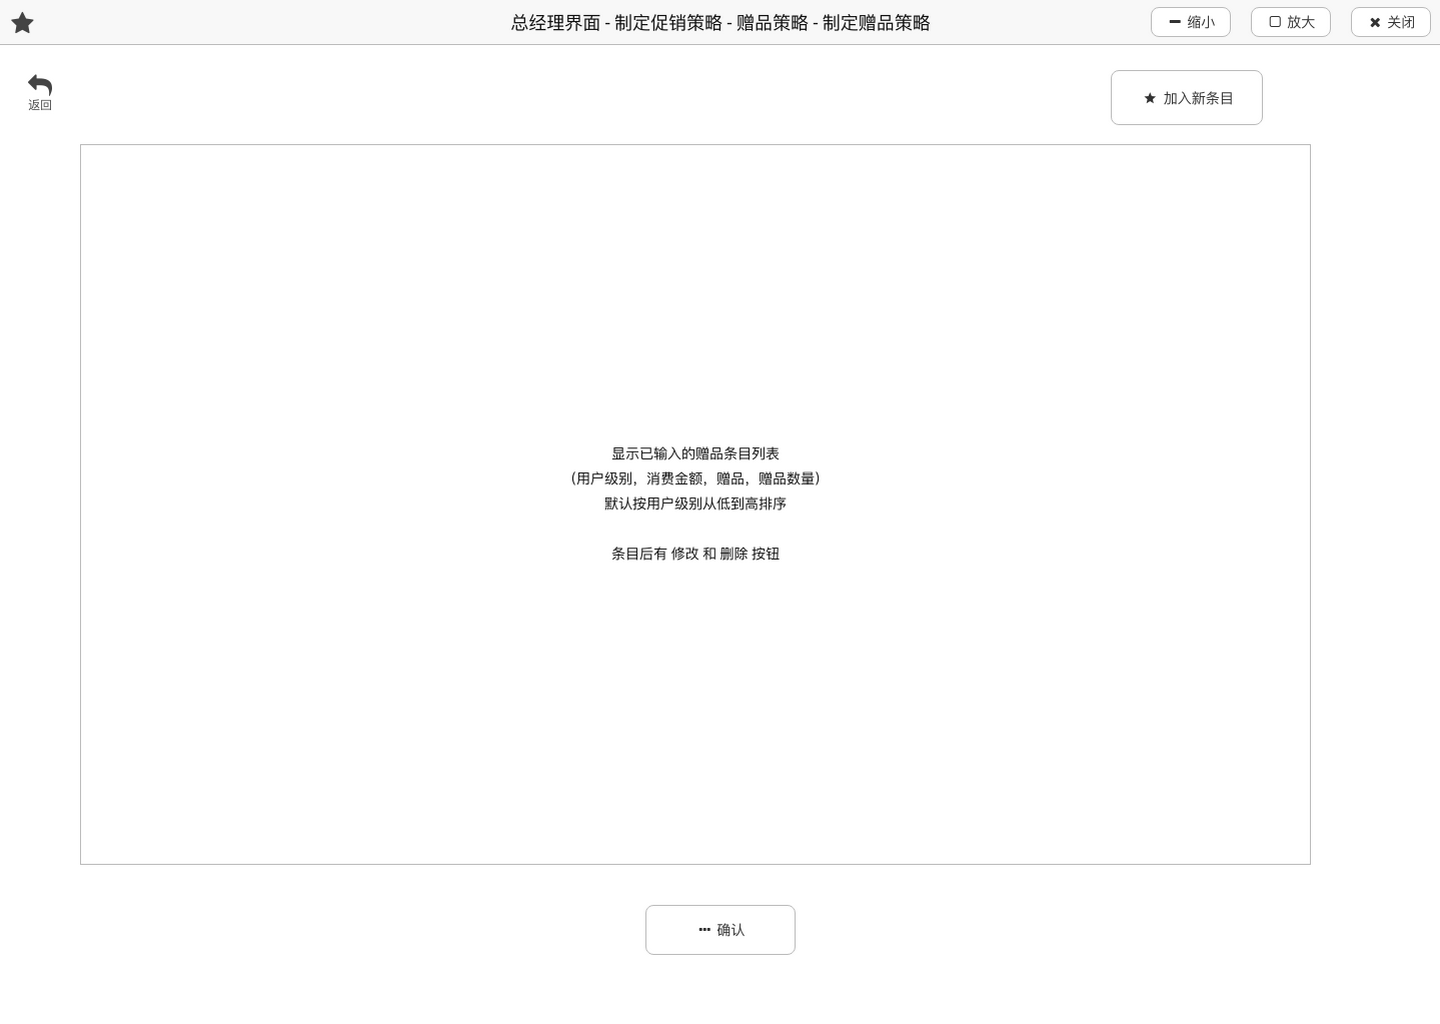 总经理界面 - 制定促销策略 - 赠品策略 - 制定赠品策略
缩小
放大
关闭
返回
加入新条目
显示已输入的赠品条目列表
（用户级别，消费金额，赠品，赠品数量）
默认按用户级别从低到高排序
条目后有 修改 和 删除 按钮
确认